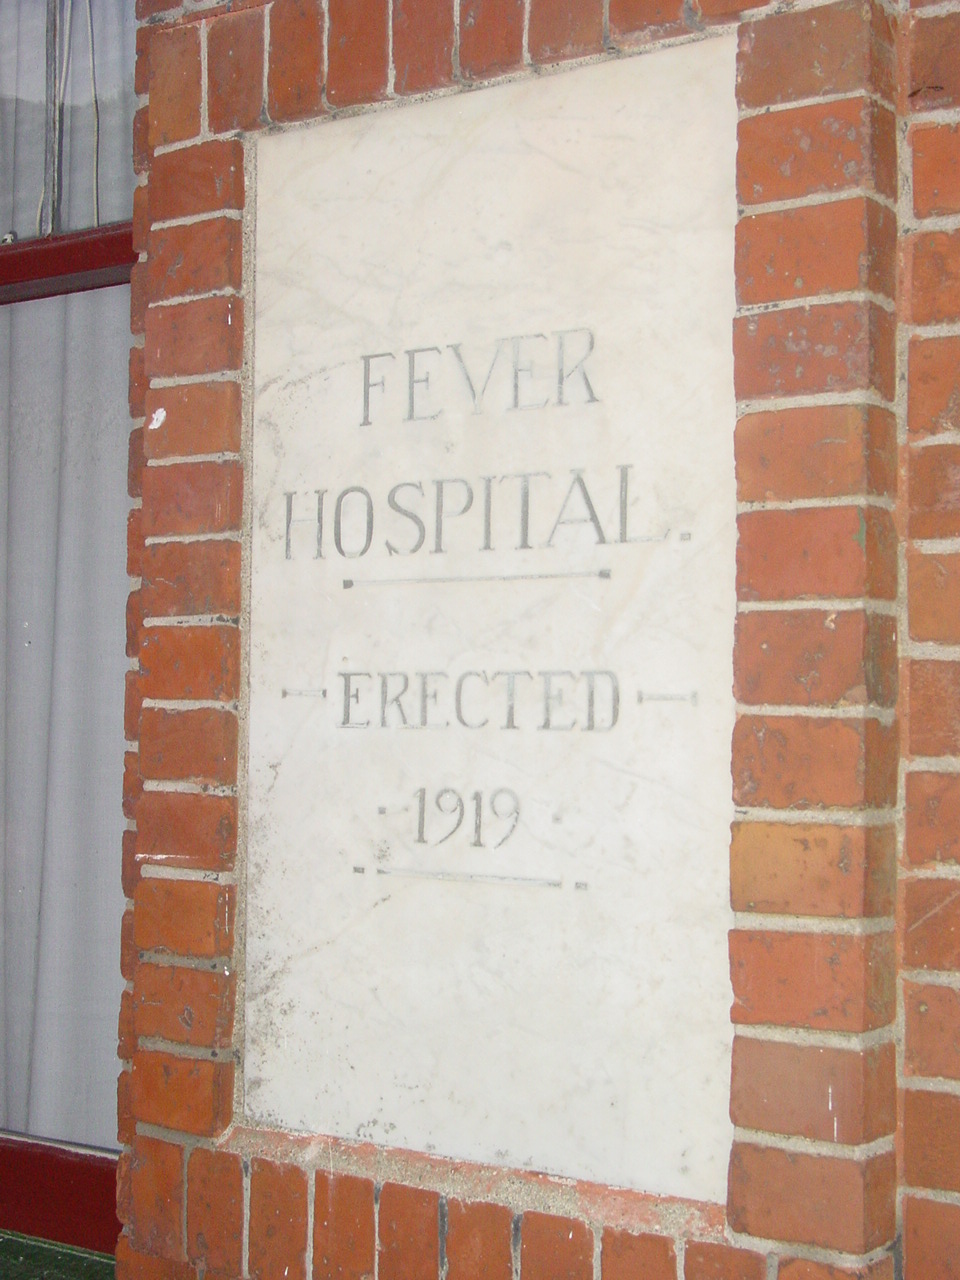 FEVER
HOSPITAL.
ERECTED
1919